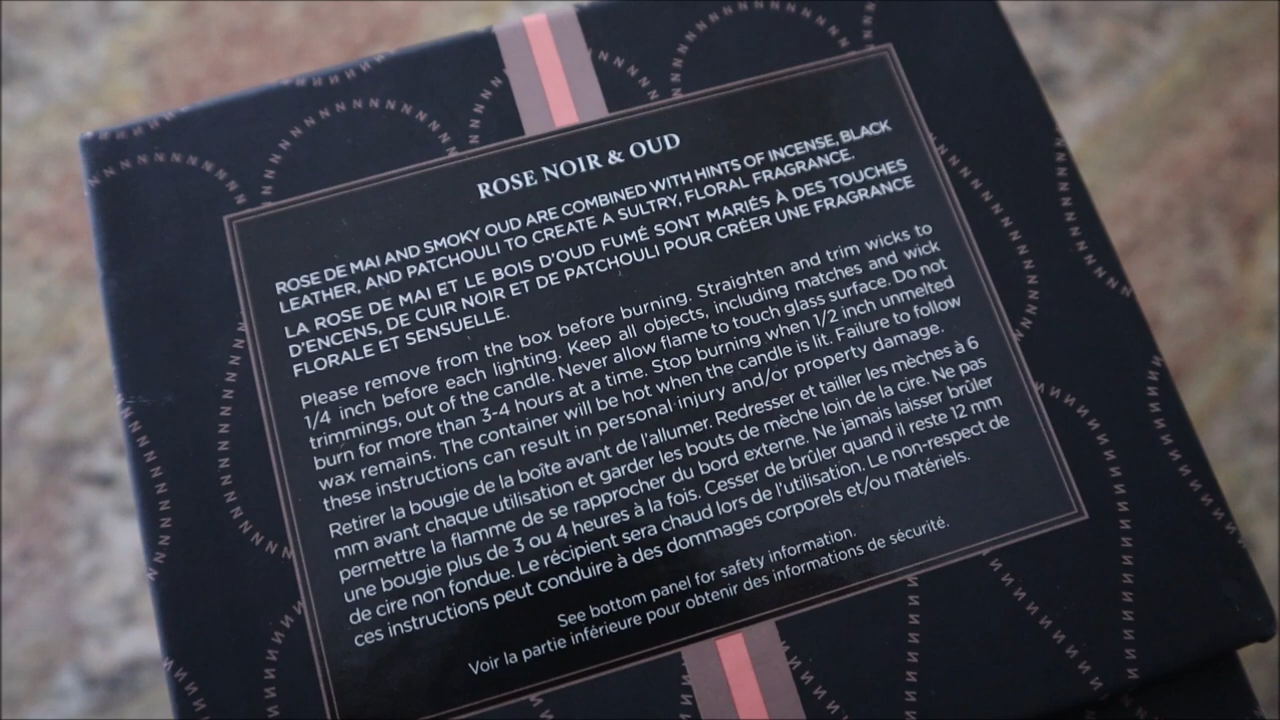 ROSE NOIR & OUD
ROSE DE MAI AND SMOKY OUD ARE COMBINED WITH HINTS OF INCENSE, BLACK
LEATHER, AND PATCHOULI TO CREATE A SULTRY, FLORAL FRAGRANCE.
LA ROSE DE MAI ET LE BOIS D'OUD FUMÉ SONT MARIÉS À DES TOUCHES
D'ENCENS, DE CUIR NOIR ET DE PATCHOULI POUR CRÉER UNE FRAGRANCE
FLORALE ET SENSUELLE.
Please remove from the box before burning. Straighten and trim wicks to
1/4 inch before each lighting. Keep all objects, including matches and wick
trimmings, out of the candle. Never allow flame to touch glass surface. Do not
burn for more than 3-4 hours at a time. Stop burning when 1/2 inch unmelted
wax remains. The container will be hot when the candle is lit. Failure to follow
these instructions can result in personal injury and/or property damage.
Retirer la bougie de la boîte avant de l'allumer. Redresser et tailler les mèches à 6
mm avant chaque utilisation et garder les bouts de mèche loin de la cire. Ne pas
permettre la flamme de se rapprocher du bord externe. Ne jamais laisser brûler
une bougie plus de 3 ou 4 heures à la fois. Cesser de brûler quand il reste 12 mm
de cire non fondue. Le récipient sera chaud lors de l'utilisation. Le non-respect de
ces instructions peut conduire à des dommages corporels et/ou matériels.
See bottom panel for safety information.
Voir la partie inférieure pour obtenir des informations de sécurité.